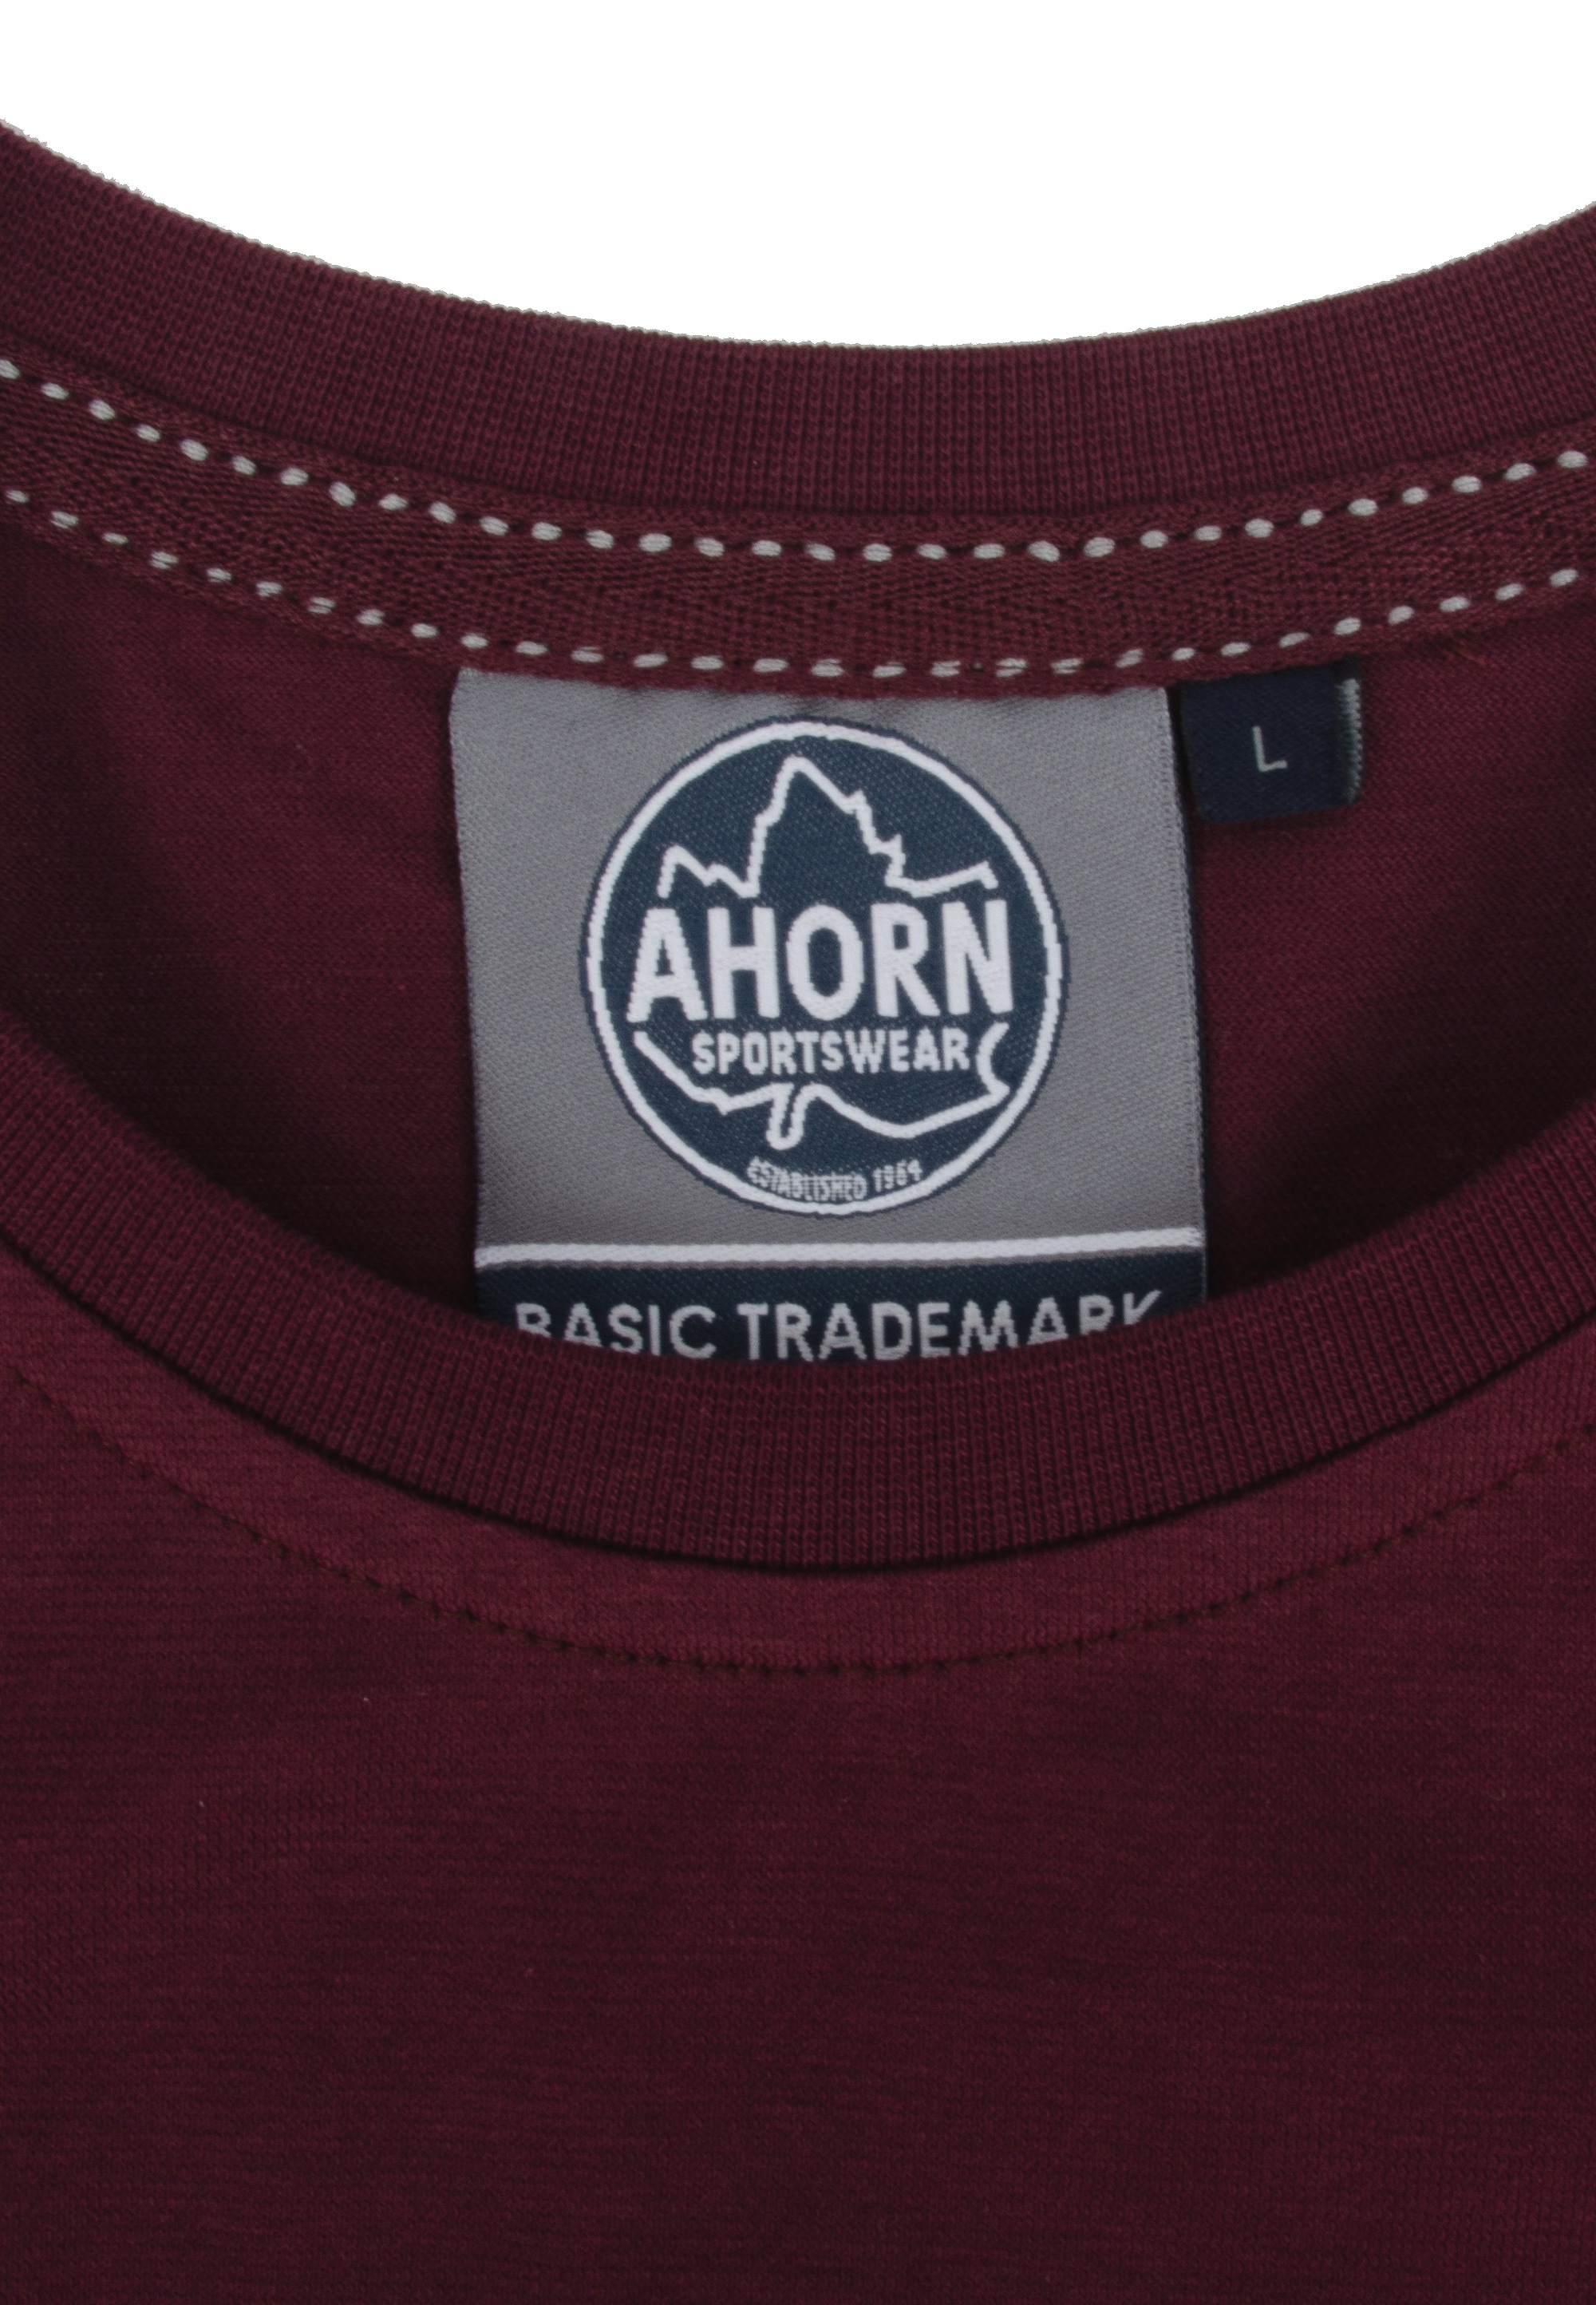 L
AHORN
SPORTSWEAR
ESTABLISHED 1964
BASIC TRADEMARK